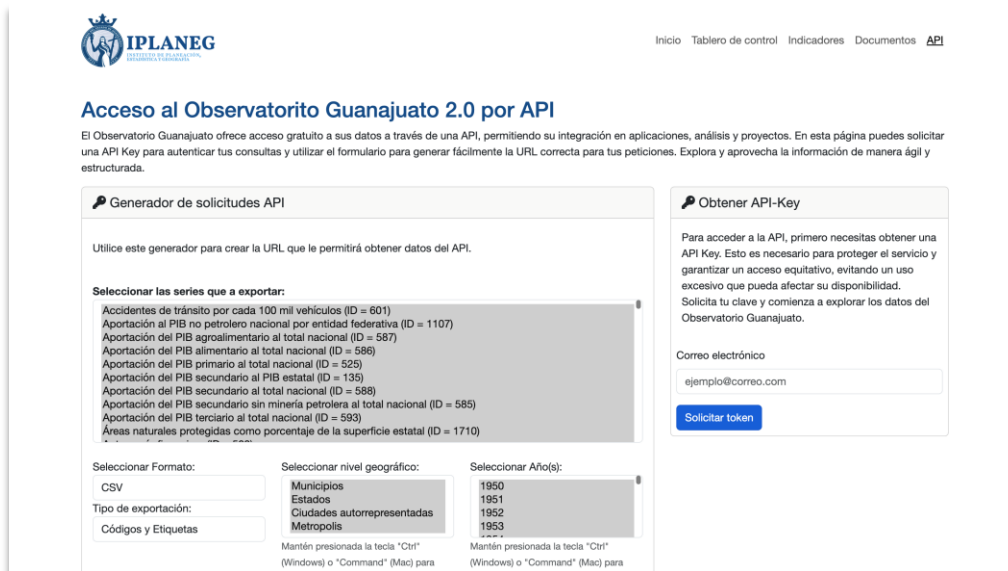 IPLANEG
INSTITUTO DE PLANEACIÓN,
ESTADÍSTICA Y GEOGRAFÍA
Inicio Tablero de control Indicadores Documentos API
Acceso al Observatorito Guanajuato 2.0 por API
El Observatorio Guanajuato ofrece acceso gratuito a sus datos a través de una API, permitiendo su integración en aplicaciones, análisis y proyectos. En esta página puedes solicitar
una API Key para autenticar tus consultas y utilizar el formulario para generar fácilmente la URL correcta para tus peticiones. Explora y aprovecha la información de manera ágil y
estructurada.
Generador de solicitudes API
Utilice este generador para crear la URL que le permitirá obtener datos del API.
Seleccionar las series que a exportar:
Accidentes de tránsito por cada 100 mil vehículos (ID = 601)
Aportación al PIB no petrolero nacional por entidad federativa (ID = 1107)
Aportación del PIB agroalimentario al total nacional (ID = 587)
Aportación del PIB alimentario al total nacional (ID = 586)
Aportación del PIB primario al total nacional (ID = 525)
Aportación del PIB secundario al PIB estatal (ID = 135)
Aportación del PIB secundario al total nacional (ID = 588)
Aportación del PIB secundario sin minería petrolera al total nacional (ID = 585)
Aportación del PIB terciario al total nacional (ID = 593)
Áreas naturales protegidas como porcentaje de la superficie estatal (ID = 1710)
Seleccionar Formato:
CSV
Tipo de exportación:
Códigos y Etiquetas
Seleccionar nivel geográfico:
Municipios
Estados
Ciudades autorrepresentadas
Metropolis
Mantén presionada la tecla "Ctrl"
(Windows) o "Command" (Mac) para
Seleccionar Año(s):
1950
1951
1952
1953
Mantén presionada la tecla "Ctrl"
(Windows) o "Command" (Mac) para
Obtener API-Key
Para acceder a la API, primero necesitas obtener una
API Key. Esto es necesario para proteger el servicio y
garantizar un acceso equitativo, evitando un uso
excesivo que pueda afectar su disponibilidad.
Solicita tu clave y comienza a explorar los datos del
Observatorio Guanajuato.
Correo electrónico
ejemplo@correo.com
Solicitar token